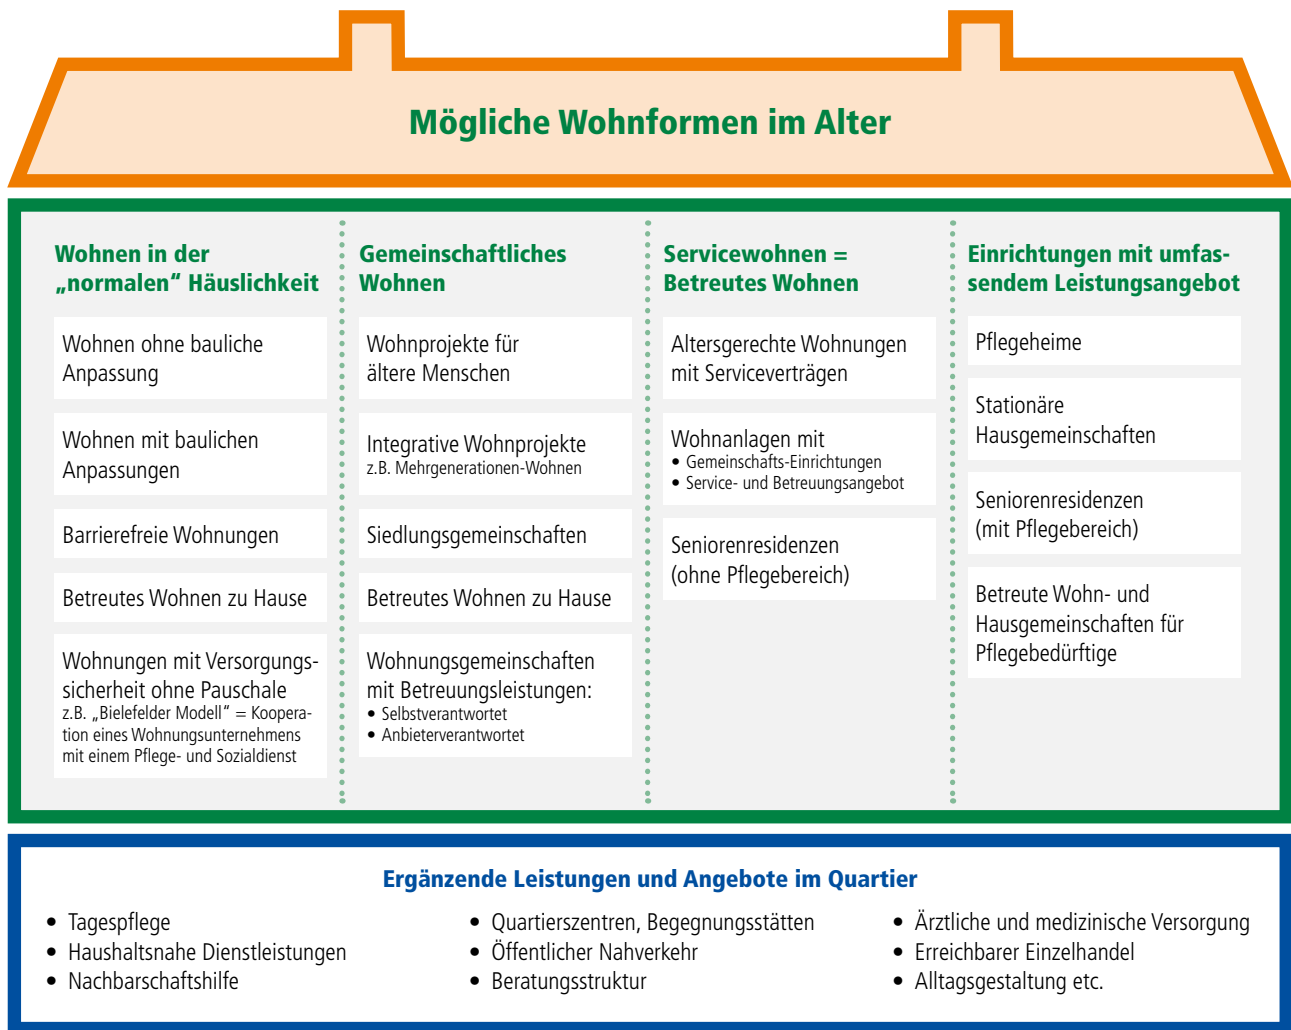 Mögliche Wohnformen im Alter
Wohnen in der
„normalen“ Häuslichkeit
Wohnen ohne bauliche
Anpassung
Wohnen mit baulichen
Anpassungen
Barrierefreie Wohnungen
Betreutes Wohnen zu Hause
Wohnungen mit Versorgungs-
sicherheit ohne Pauschale
z.B. „Bielefelder Modell“ = Koopera-
tion eines Wohnungsunternehmens
mit einem Pflege- und Sozialdienst
Gemeinschaftliches
Wohnen
Wohnprojekte für
ältere Menschen
Integrative Wohnprojekte
z.B. Mehrgenerationen-Wohnen
Siedlungsgemeinschaften
Betreutes Wohnen zu Hause
Wohnungsgemeinschaften
mit Betreuungsleistungen:
• Selbstverantwortet
• Anbieterverantwortet
Servicewohnen =
Betreutes Wohnen
Altersgerechte Wohnungen
mit Serviceverträgen
Wohnanlagen mit
• Gemeinschafts-Einrichtungen
• Service- und Betreuungsangebot
Seniorenresidenzen
(ohne Pflegebereich)
Einrichtungen mit umfas-
sendem Leistungsangebot
Pflegeheime
Stationäre
Hausgemeinschaften
Seniorenresidenzen
(mit Pflegebereich)
Betreute Wohn- und
Hausgemeinschaften für
Pflegebedürftige
Ergänzende Leistungen und Angebote im Quartier
• Tagespflege
• Haushaltsnahe Dienstleistungen
• Nachbarschaftshilfe
• Quartierszentren, Begegnungsstätten
• Öffentlicher Nahverkehr
• Beratungsstruktur
• Ärztliche und medizinische Versorgung
• Erreichbarer Einzelhandel
• Alltagsgestaltung etc.